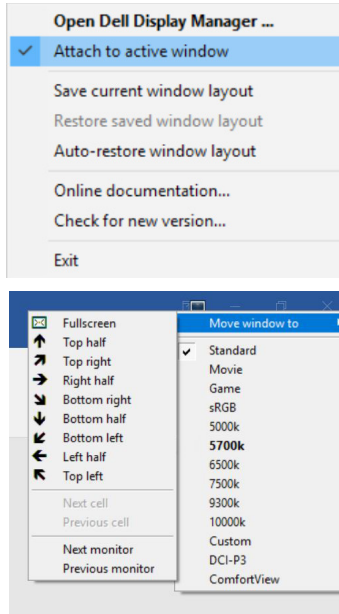 Open Dell Display Manager ...
Attach to active window
Save current window layout
Restore saved window layout
Auto-restore window layout
Online documentation...
Check for new version...
Exit
Fullscreen
Top half
Top right
Right half
Bottom right
Bottom half
Bottom left
Left half
Top left
Next cell
Previous cell
Next monitor
Previous monitor
Move window to
Standard
Movie
Game
sRGB
5000k
5700k
6500k
7500k
9300k
10000k
Custom
DCI-P3
ComfortView